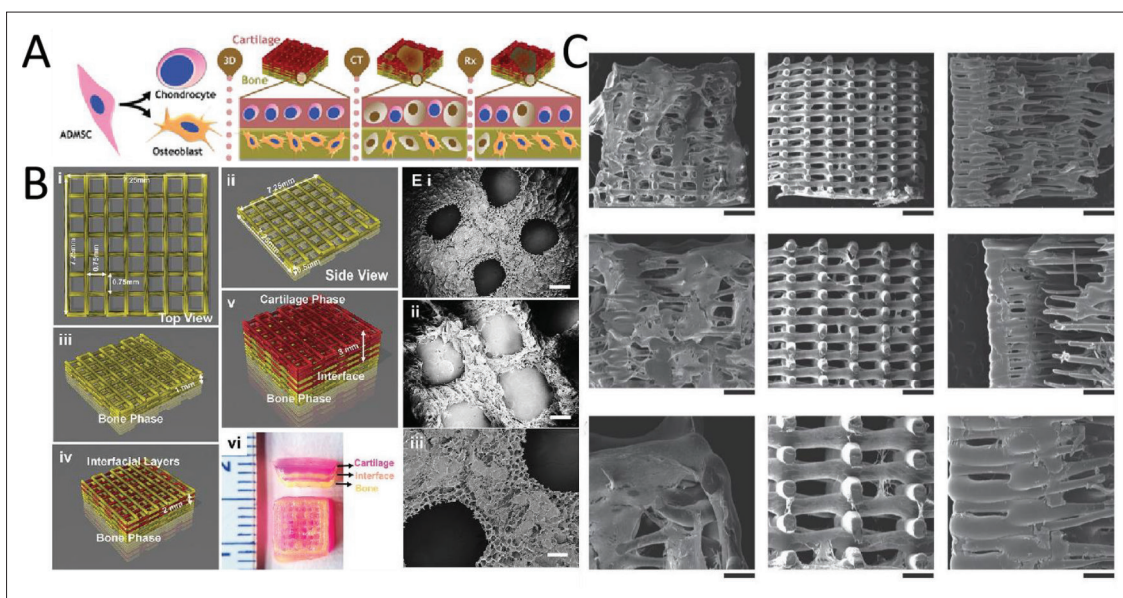 A
Cartilage
Bone
3D
CT
Rx
Chondrocyte
ADMSC
Osteoblast
C
B
i
7.25mm
0.75mm
0.75mm
Top View
ii
7.25mm
Side View
iii
1 mm
Bone Phase
iv
Interfacial Layers
2 mm
Bone Phase
v
Cartilage Phase
3 mm
Interface
Bone Phase
vi
Cartilage
Interface
Bone
E i
ii
iii